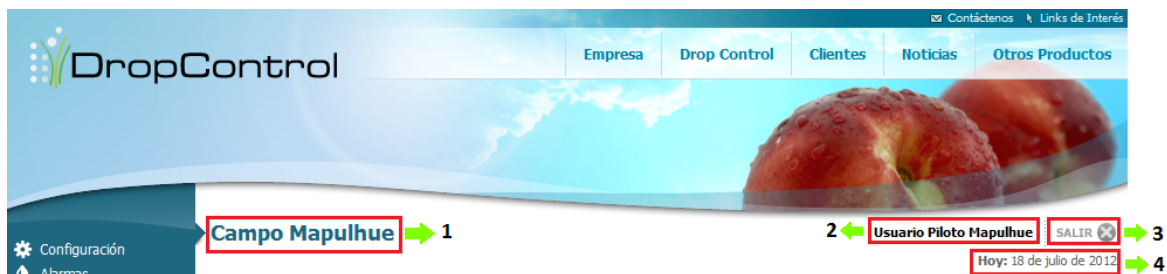 Contáctenos Links de Interés
DropControl
Empresa Drop Control Clientes Noticias Otros Productos
Campo Mapulhue 1 2 Usuario Piloto Mapulhue SALIR 3
Configuración
Hoy: 18 de julio de 2012 4
Alarmas